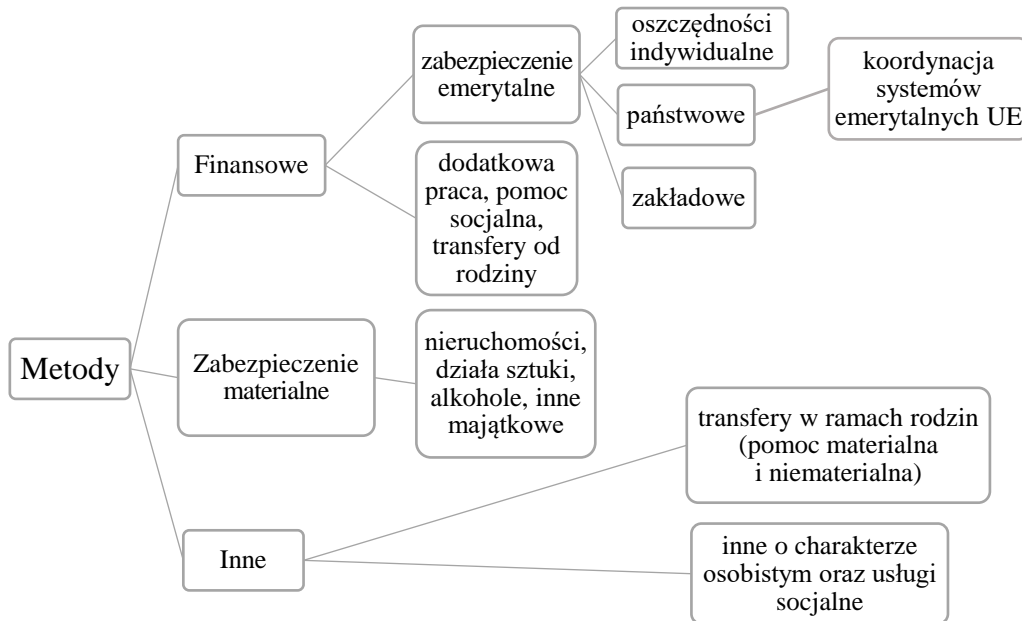 Metody
Finansowe
zabezpieczenie
emerytalne
oszczędności
indywidualne
państwowe
koordynacja
systemów
emerytalnych UE
zakładowe
dodatkowa
praca, pomoc
socjalna,
transfery od
rodziny
Zabezpieczenie
materialne
nieruchomości,
działa sztuki,
alkohole, inne
majątkowe
Inne
transfery w ramach rodzin
(pomoc materialna
i niematerialna)
inne o charakterze
osobistym oraz usługi
socjalne